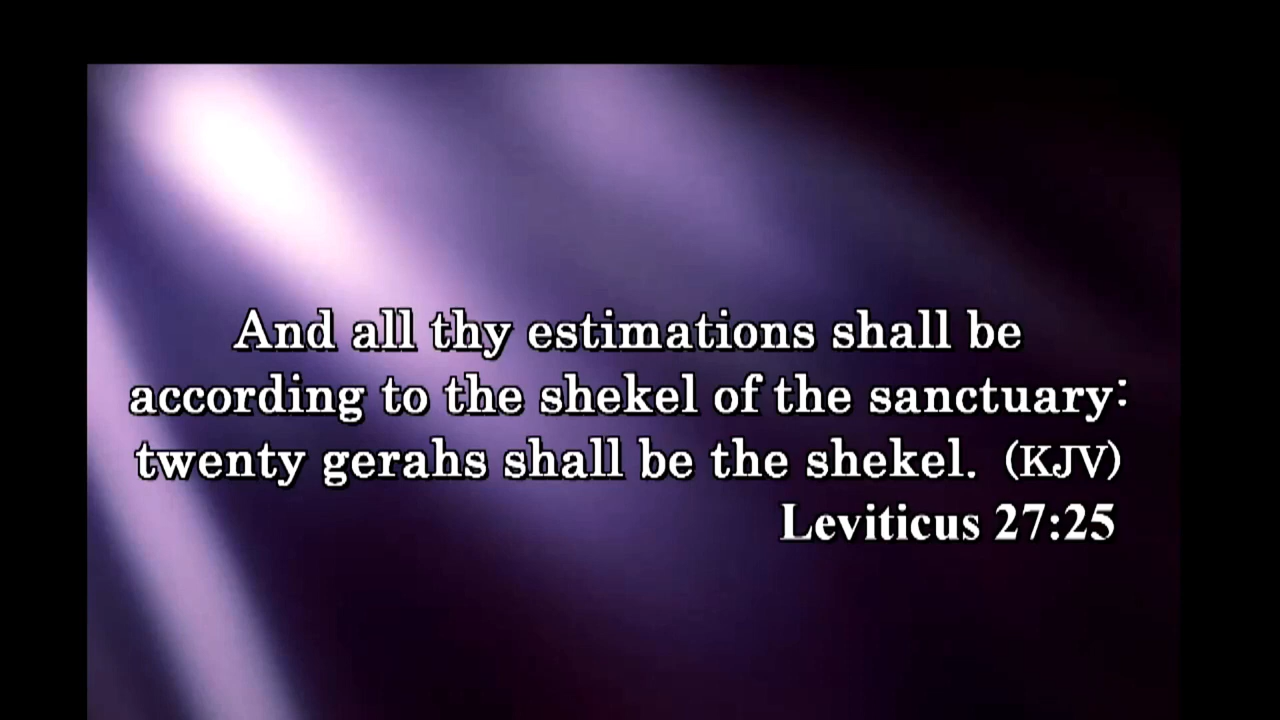 And all thy estimations shall be
according to the shekel of the sanctuary:
twenty gerahs shall be the shekel. (KJV)
Leviticus 27:25